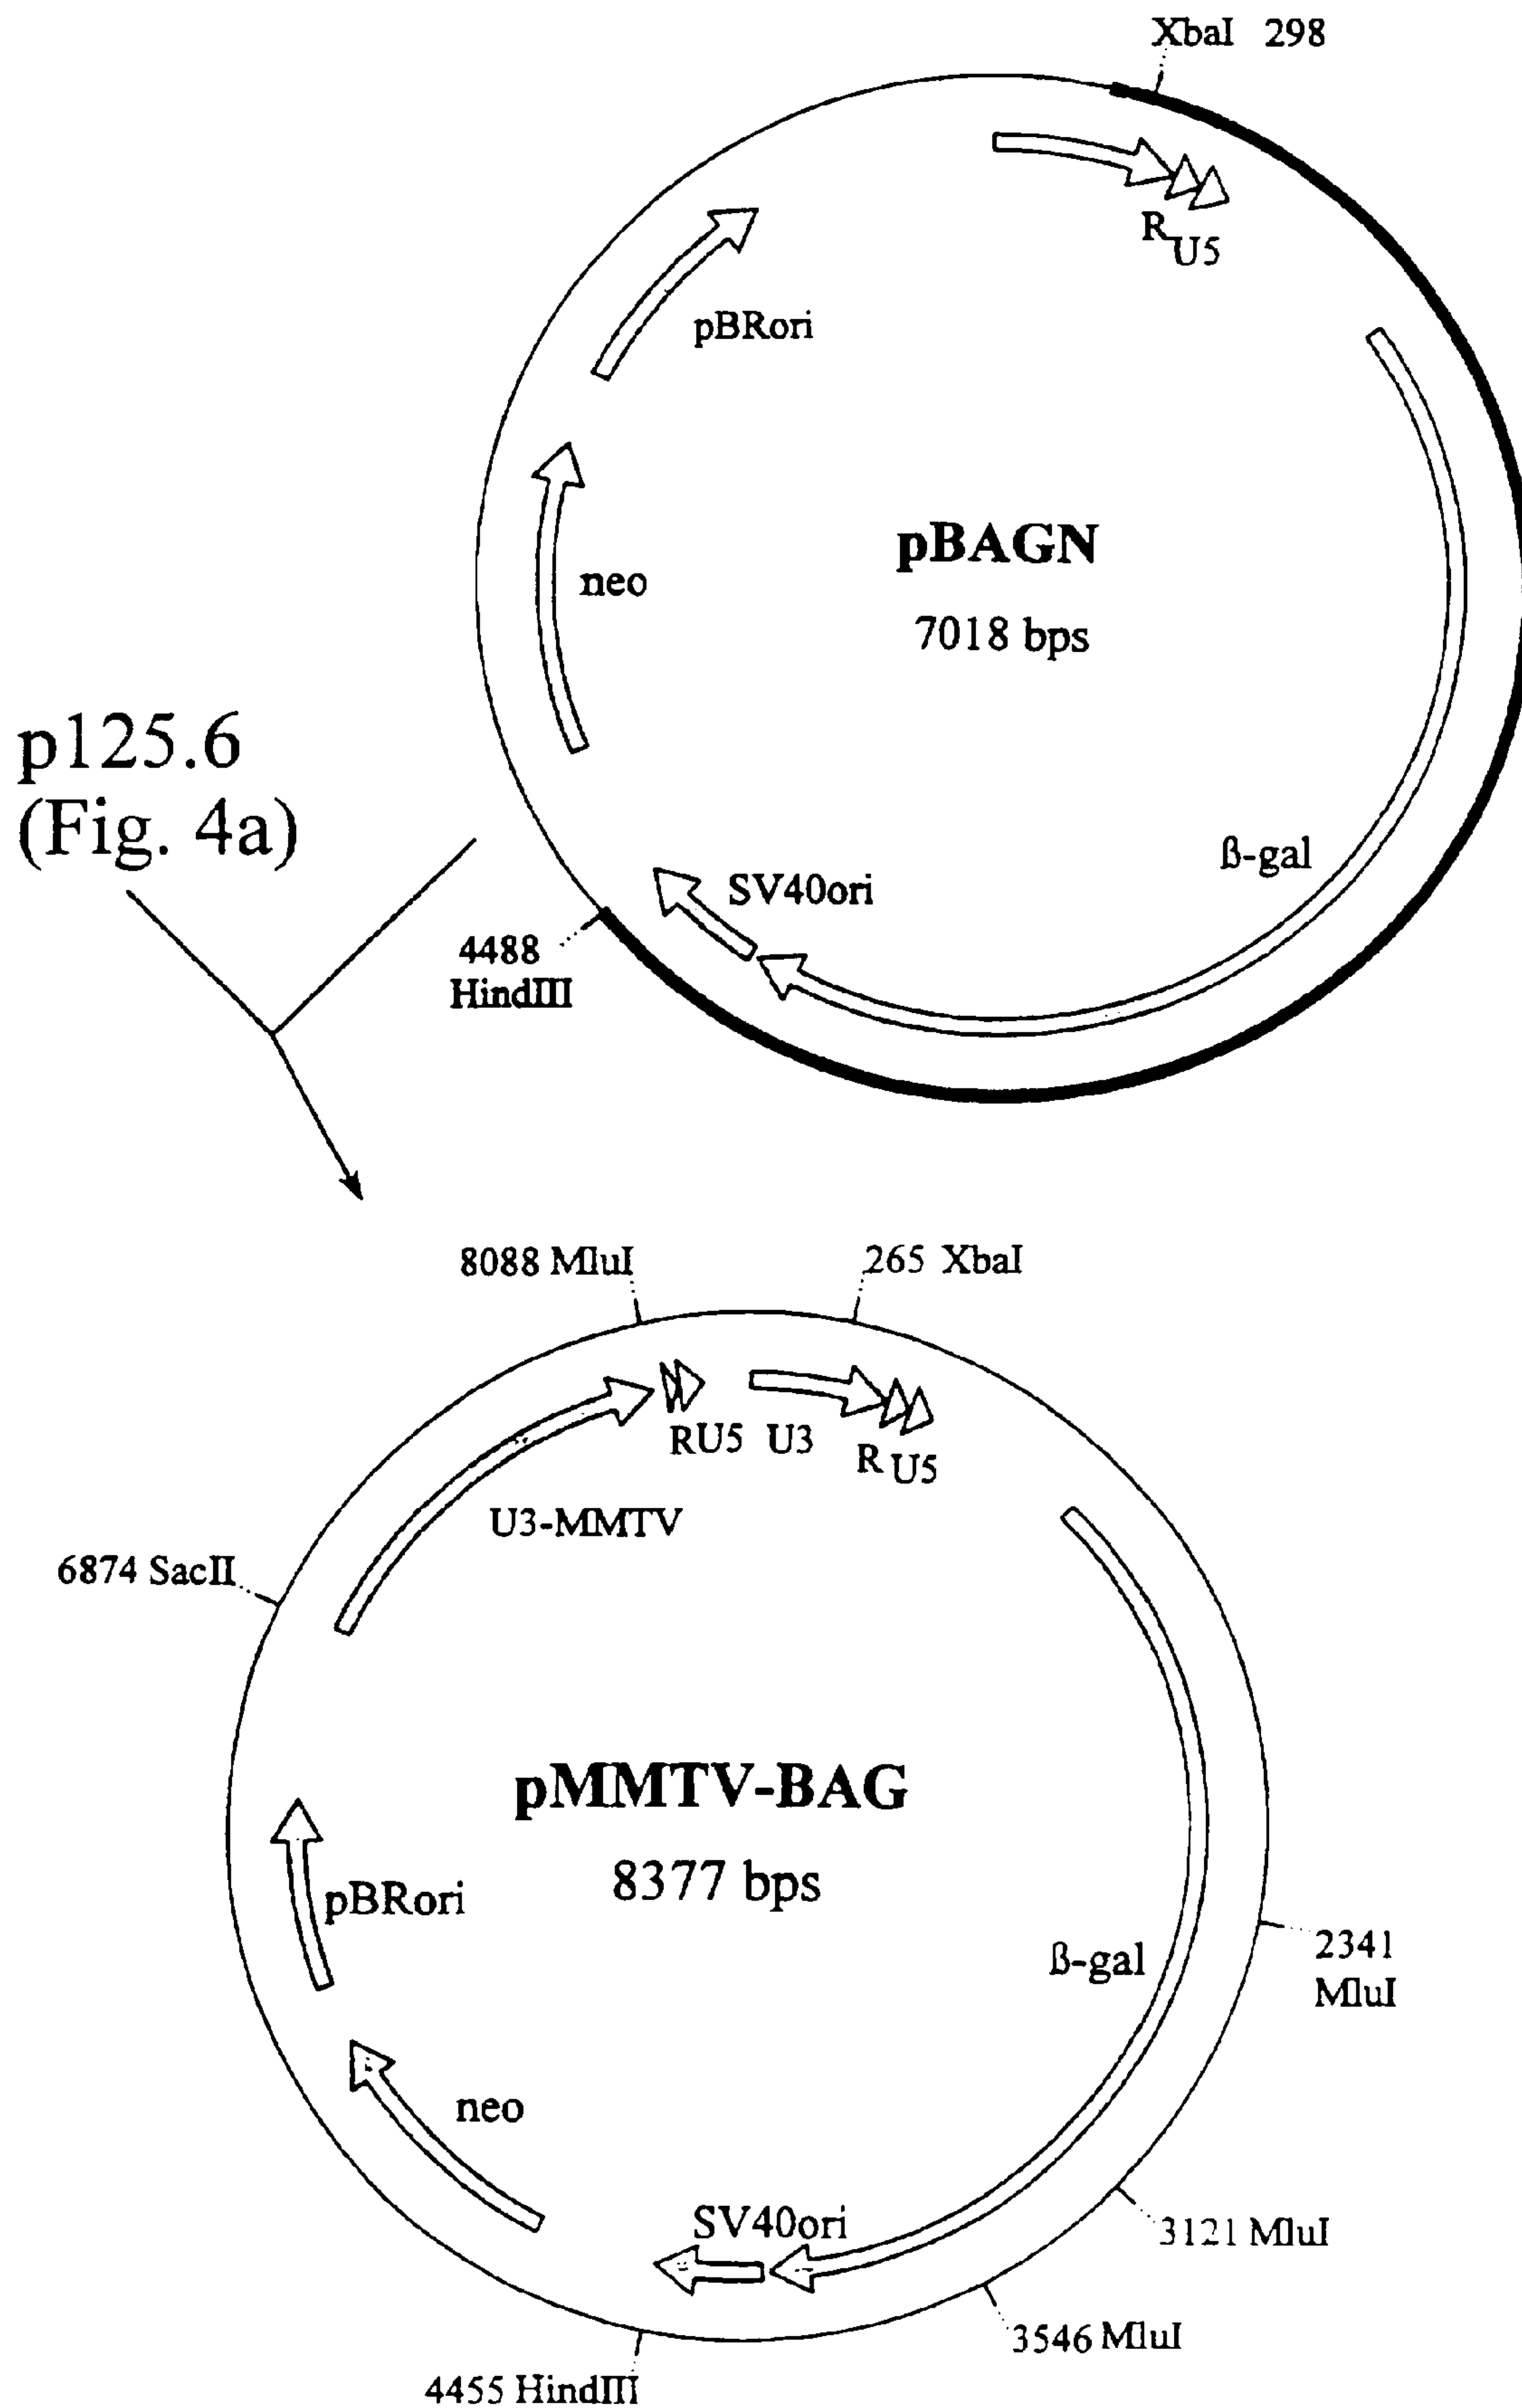 XbaI 298
R
U5
pBRori
neo
pBAGN
7018 bps
p125.6
(Fig. 4a)
ß-gal
SV40ori
4488
HindIII
8088 MluI
265 XbaI
RU5 U3
R U5
U3-MMTV
6874 SacII
pMMTV-BAG
8377 bps
pBRori
ß-gal
2341
MluI
neo
SV40ori
3121 MluI
3546 MluI
4455 HindIII